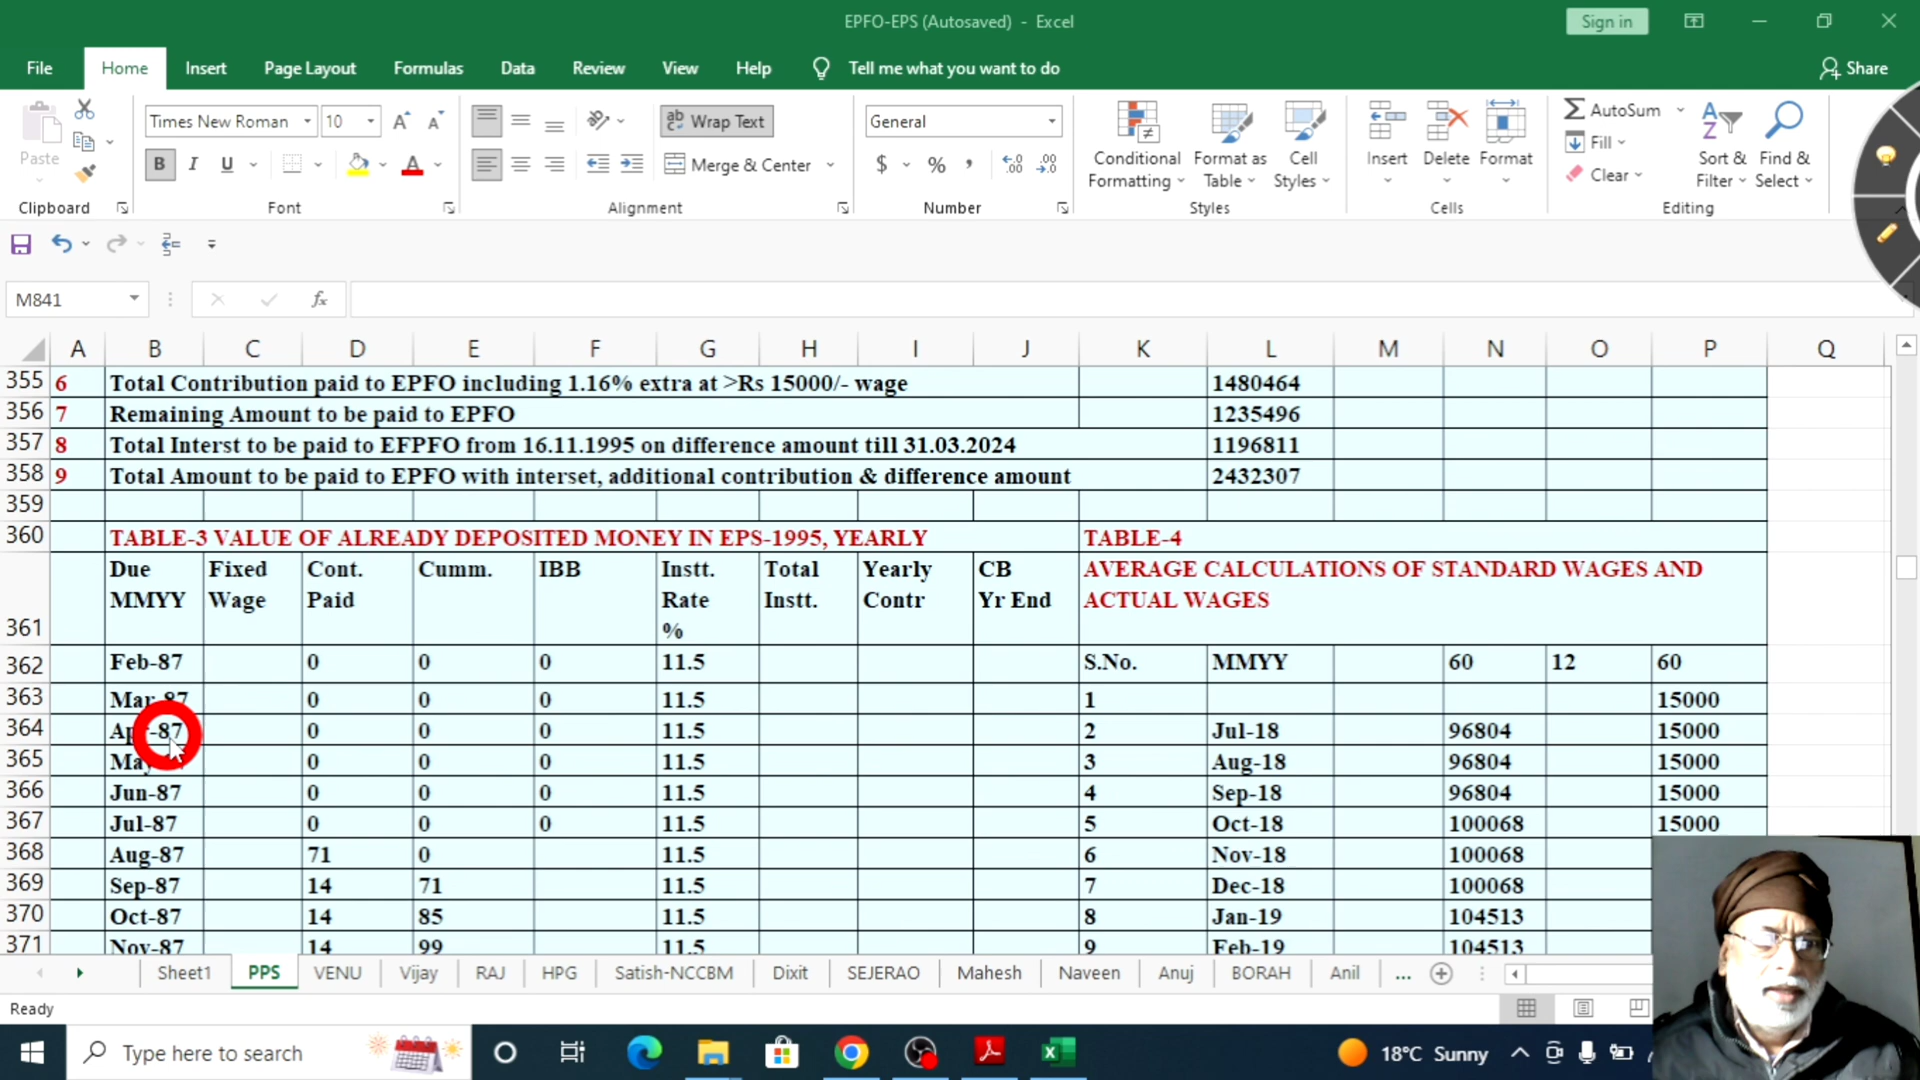 EPFO-EPS (Autosaved) - Excel
Sign in
File Home Insert Page Layout Formulas Data Review View Help Tell me what you want to do Share
Paste
Times New Roman 10
Wrap Text
General
B I U
Merge & Center
$ % ,
Conditional Formatting
Format as Table
Cell Styles
Insert Delete Format
AutoSum
Fill
Clear
Sort & Filter
Find & Select
Clipboard Font Alignment Number Styles Cells Editing
M841 fx
A B C D E F G H I J K L M N O P Q
355 6 Total Contribution paid to EPFO including 1.16% extra at >Rs 15000/- wage 1480464
356 7 Remaining Amount to be paid to EPFO 1235496
357 8 Total Interst to be paid to EFPFO from 16.11.1995 on difference amount till 31.03.2024 1196811
358 9 Total Amount to be paid to EPFO with interset, additional contribution & difference amount 2432307
359
360 TABLE-3 VALUE OF ALREADY DEPOSITED MONEY IN EPS-1995, YEARLY TABLE-4
Due Fixed Cont. Cumm. IBB Instt. Total Yearly CB AVERAGE CALCULATIONS OF STANDARD WAGES AND
MMYY Wage Paid Rate Instt. Contr Yr End ACTUAL WAGES
361 %
362 Feb-87 0 0 0 11.5 S.No. MMYY 60 12 60
363 Mar-87 0 0 0 11.5 1 15000
364 Apr-87 0 0 0 11.5 2 Jul-18 96804 15000
365 May 0 0 0 11.5 3 Aug-18 96804 15000
366 Jun-87 0 0 0 11.5 4 Sep-18 96804 15000
367 Jul-87 0 0 0 11.5 5 Oct-18 100068 15000
368 Aug-87 71 0 11.5 6 Nov-18 100068
369 Sep-87 14 71 11.5 7 Dec-18 100068
370 Oct-87 14 85 11.5 8 Jan-19 104513
371 Nov-87 14 99 11.5 9 Feb-19 104513
Sheet1 PPS VENU Vijay RAJ HPG Satish-NCCBM Dixit SEJERAO Mahesh Naveen Anuj BORAH Anil ...
Ready
Type here to search
18°C Sunny